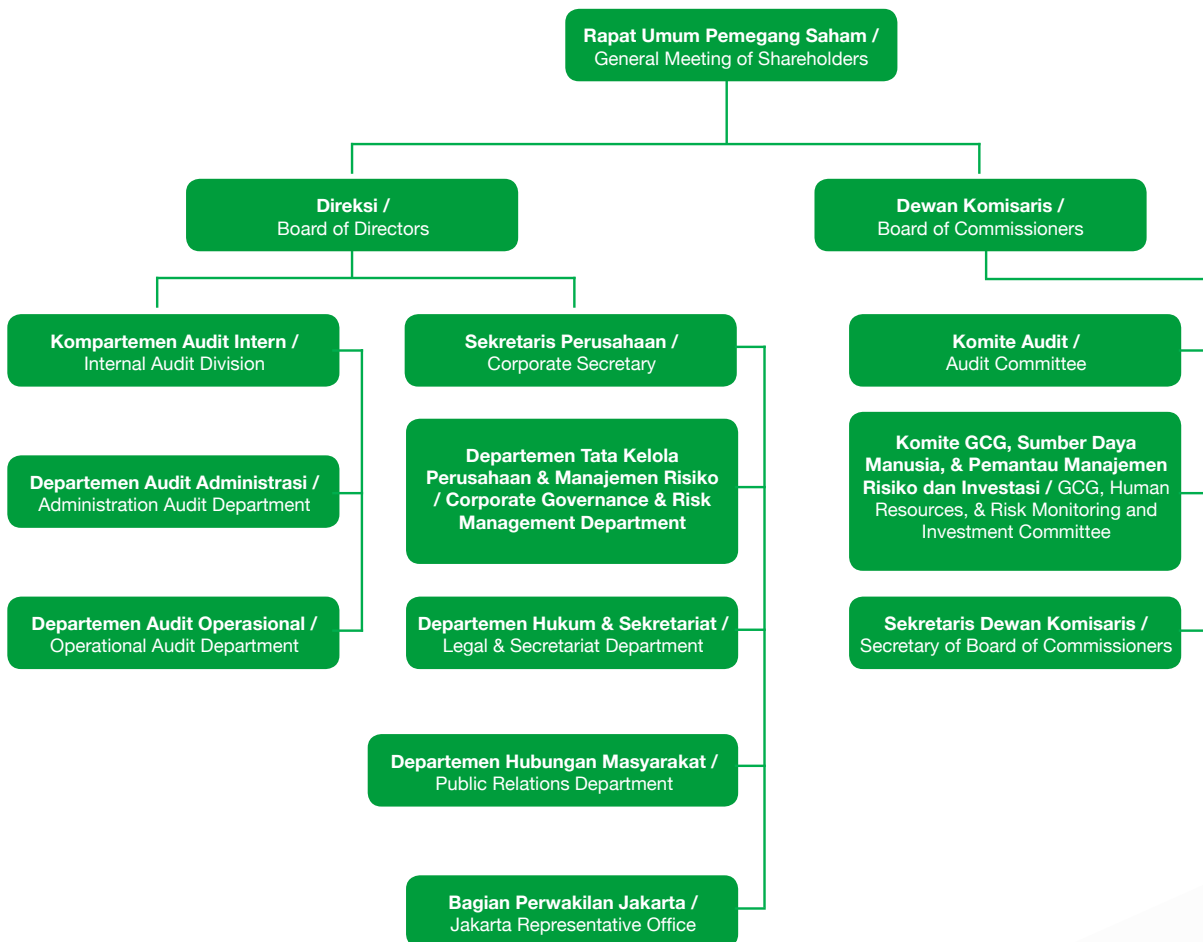 Rapat Umum Pemegang Saham /
General Meeting of Shareholders
Direksi /
Board of Directors
Dewan Komisaris /
Board of Commissioners
Kompartemen Audit Intern /
Internal Audit Division
Sekretaris Perusahaan /
Corporate Secretary
Komite Audit /
Audit Committee
Departemen Audit Administrasi /
Administration Audit Department
Departemen Tata Kelola
Perusahaan & Manajemen Risiko
/ Corporate Governance & Risk
Management Department
Komite GCG, Sumber Daya
Manusia, & Pemantau Manajemen
Risiko dan Investasi / GCG, Human
Resources, & Risk Monitoring and
Investment Committee
Departemen Audit Operasional /
Operational Audit Department
Departemen Hukum & Sekretariat /
Legal & Secretariat Department
Sekretaris Dewan Komisaris /
Secretary of Board of Commissioners
Departemen Hubungan Masyarakat /
Public Relations Department
Bagian Perwakilan Jakarta /
Jakarta Representative Office